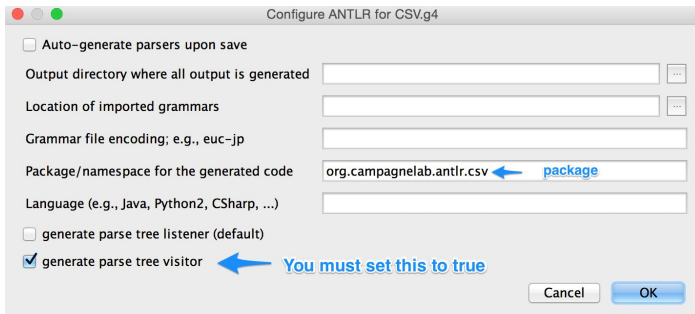 Configure ANTLR for CSV.g4
Auto-generate parsers upon save
Output directory where all output is generated
...
Location of imported grammars
...
Grammar file encoding; e.g., euc-jp
Package/namespace for the generated code org.campagnelab.antlr.csv package
Language (e.g., Java, Python2, CSharp, ...)
generate parse tree listener (default)
generate parse tree visitor You must set this to true
Cancel OK